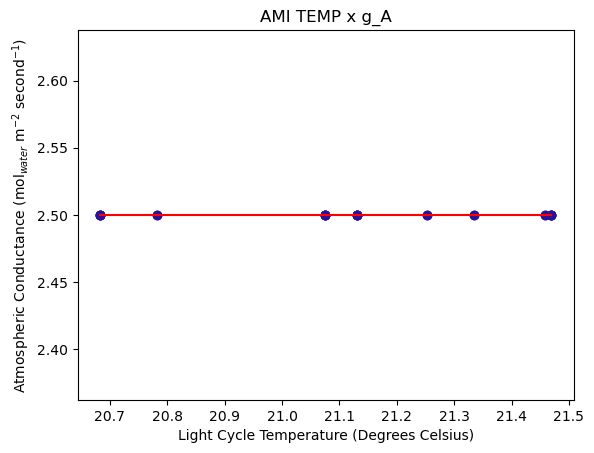 AMI TEMP x g_A
Atmospheric Conductance (mol_water m⁻² second⁻¹)
2.60
2.55
2.50
2.45
2.40
20.7 20.8 20.9 21.0 21.1 21.2 21.3 21.4 21.5
Light Cycle Temperature (Degrees Celsius)